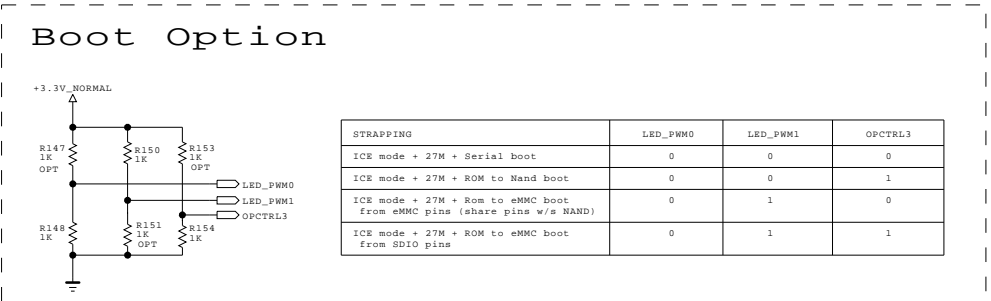 Boot Option
+3.3V_NORMAL
R147
1K
OPT
R150
1K
R153
1K
OPT
LED_PWM0
LED_PWM1
OPCTRL3
R148
1K
R151
1K
OPT
R154
1K
STRAPPING LED_PWM0 LED_PWM1 OPCTRL3
ICE mode + 27M + Serial boot 0 0 0
ICE mode + 27M + ROM to Nand boot 0 0 1
ICE mode + 27M + Rom to eMMC boot 0 1 0
from eMMC pins (share pins w/s NAND)
ICE mode + 27M + ROM to eMMC boot 0 1 1
from SDIO pins